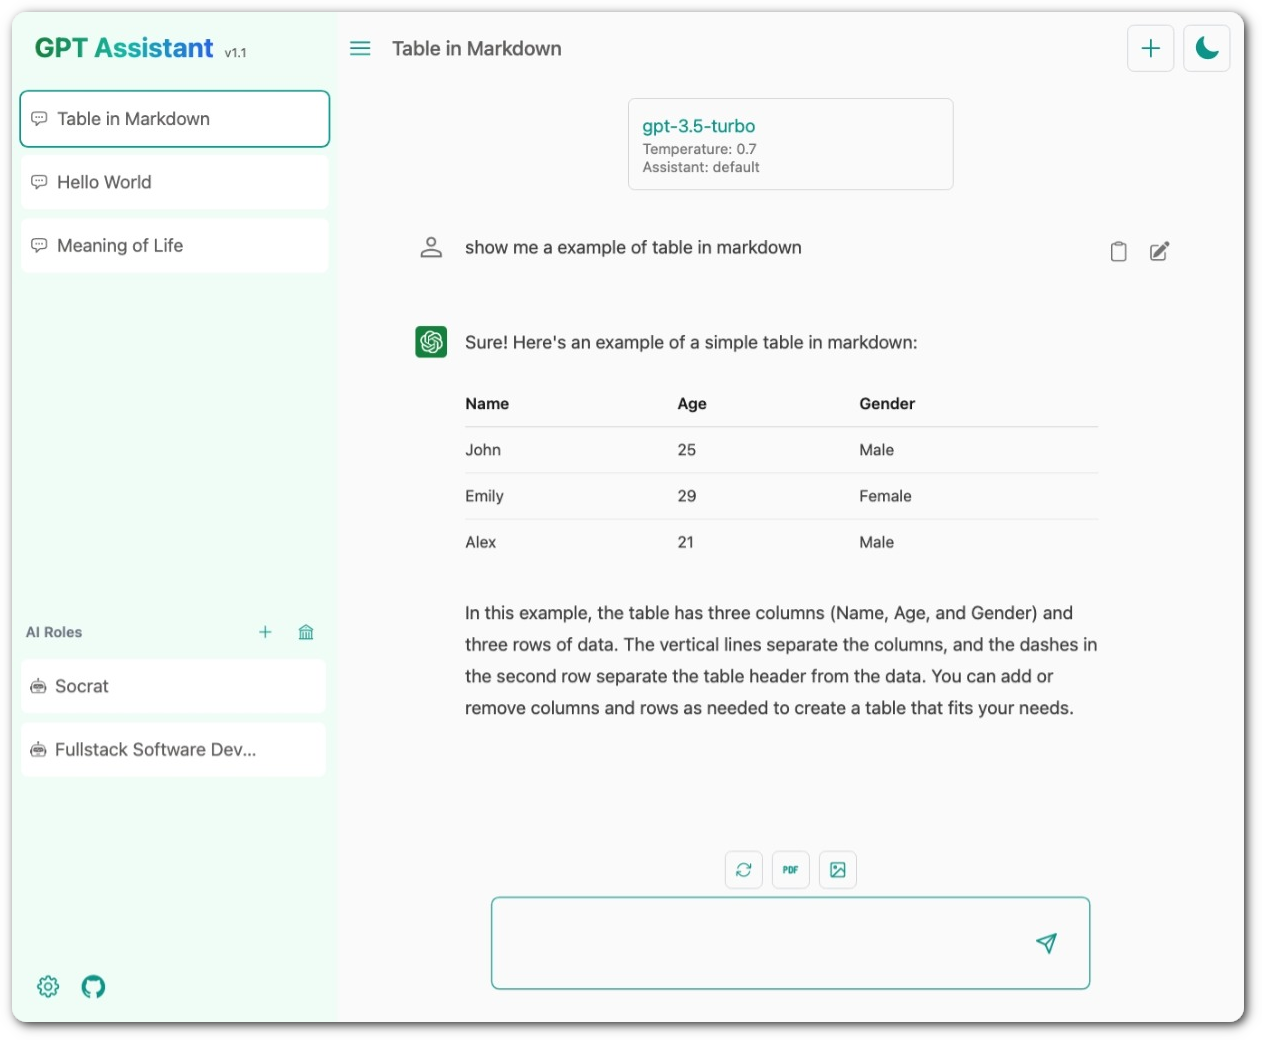 GPT Assistant v1.1
Table in Markdown
Hello World
Meaning of Life
AI Roles
Socrat
Fullstack Software Dev...
Table in Markdown
gpt-3.5-turbo
Temperature: 0.7
Assistant: default
show me a example of table in markdown
Sure! Here's an example of a simple table in markdown:
Name Age Gender
John 25 Male
Emily 29 Female
Alex 21 Male
In this example, the table has three columns (Name, Age, and Gender) and
three rows of data. The vertical lines separate the columns, and the dashes in
the second row separate the table header from the data. You can add or
remove columns and rows as needed to create a table that fits your needs.
PDF